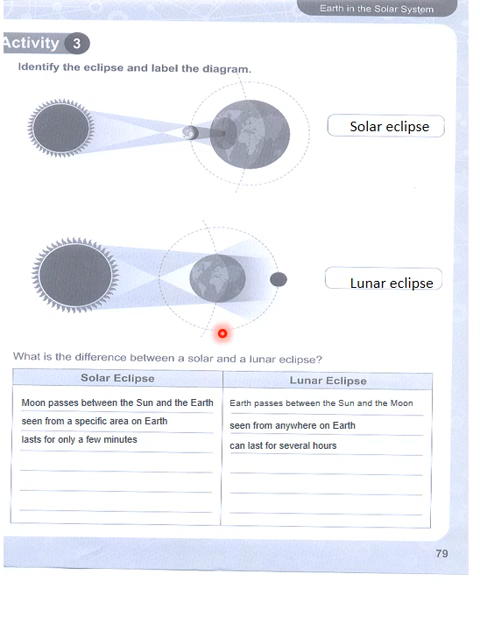 Earth in the Solar System
Activity 3
Identify the eclipse and label the diagram.
Solar eclipse
Lunar eclipse
What is the difference between a solar and a lunar eclipse?
Solar Eclipse
Lunar Eclipse
Moon passes between the Sun and the Earth
Earth passes between the Sun and the Moon
seen from a specific area on Earth
seen from anywhere on Earth
lasts for only a few minutes
can last for several hours
79